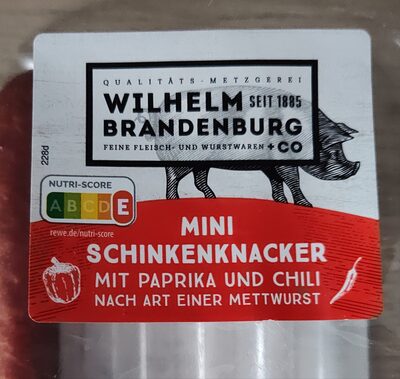 QUALITÄTS-METZGEREI
WILHELM SEIT 1885
BRANDENBURG
FEINE FLEISCH- UND WURSTWAREN + CO
228d
NUTRI-SCORE
A B C D E
rewe.de/nutri-score
MINI
SCHINKENKNACKER
MIT PAPRIKA UND CHILI
NACH ART EINER METTWURST